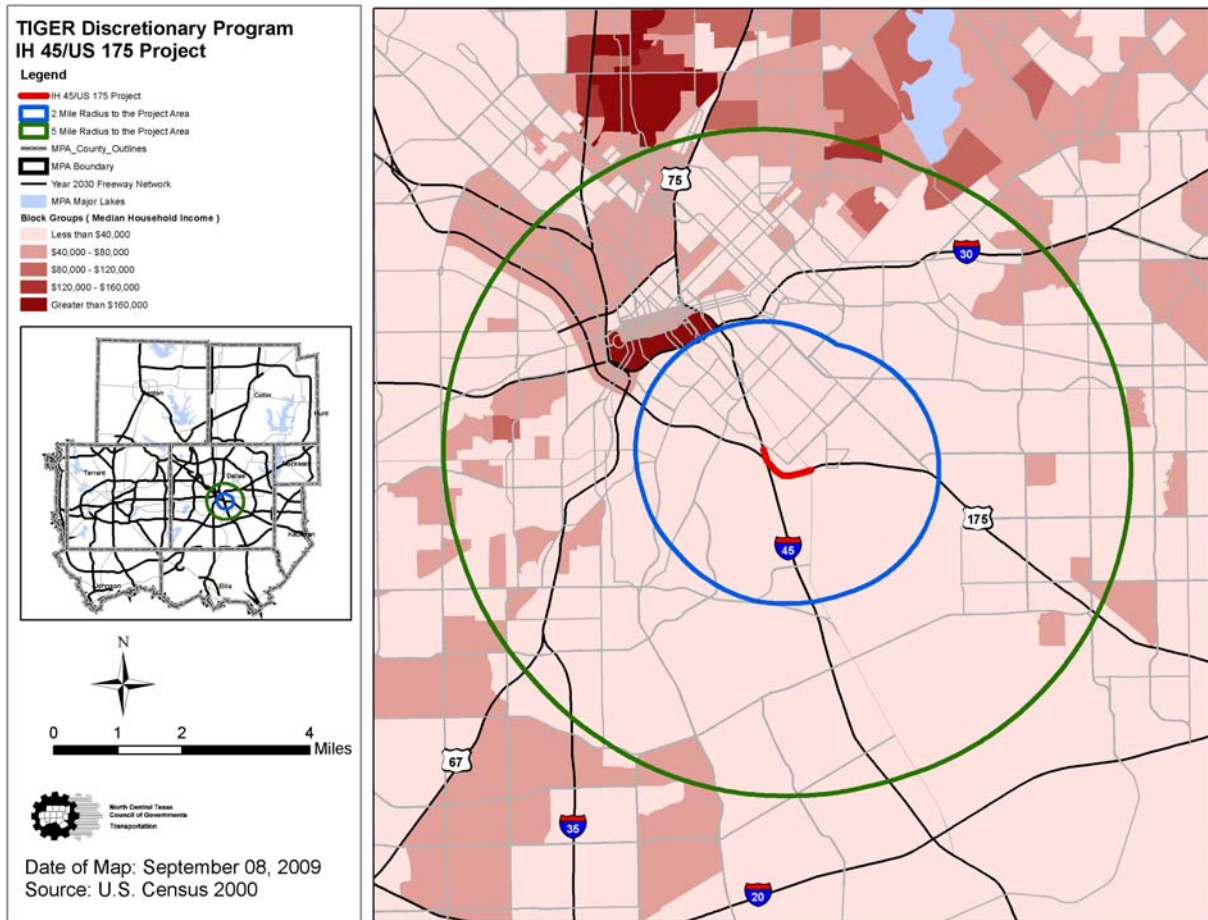 TIGER Discretionary Program
IH 45/US 175 Project
Legend
IH 45/US 175 Project
2 Mile Radius to the Project Area
5 Mile Radius to the Project Area
MPA_County_Outlines
MPA Boundary
Year 2030 Freeway Network
MPA Major Lakes
Block Groups ( Median Household Income )
Less than $40,000
$40,000 - $80,000
$80,000 - $120,000
$120,000 - $160,000
Greater than $160,000
Collin
Hunt
Tarrant
Dallas
Johnson
Ellis
N
0 1 2 4
Miles
North Central Texas
Council of Governments
Transportation
Date of Map: September 08, 2009
Source: U.S. Census 2000
75
30
175
45
67
35
20